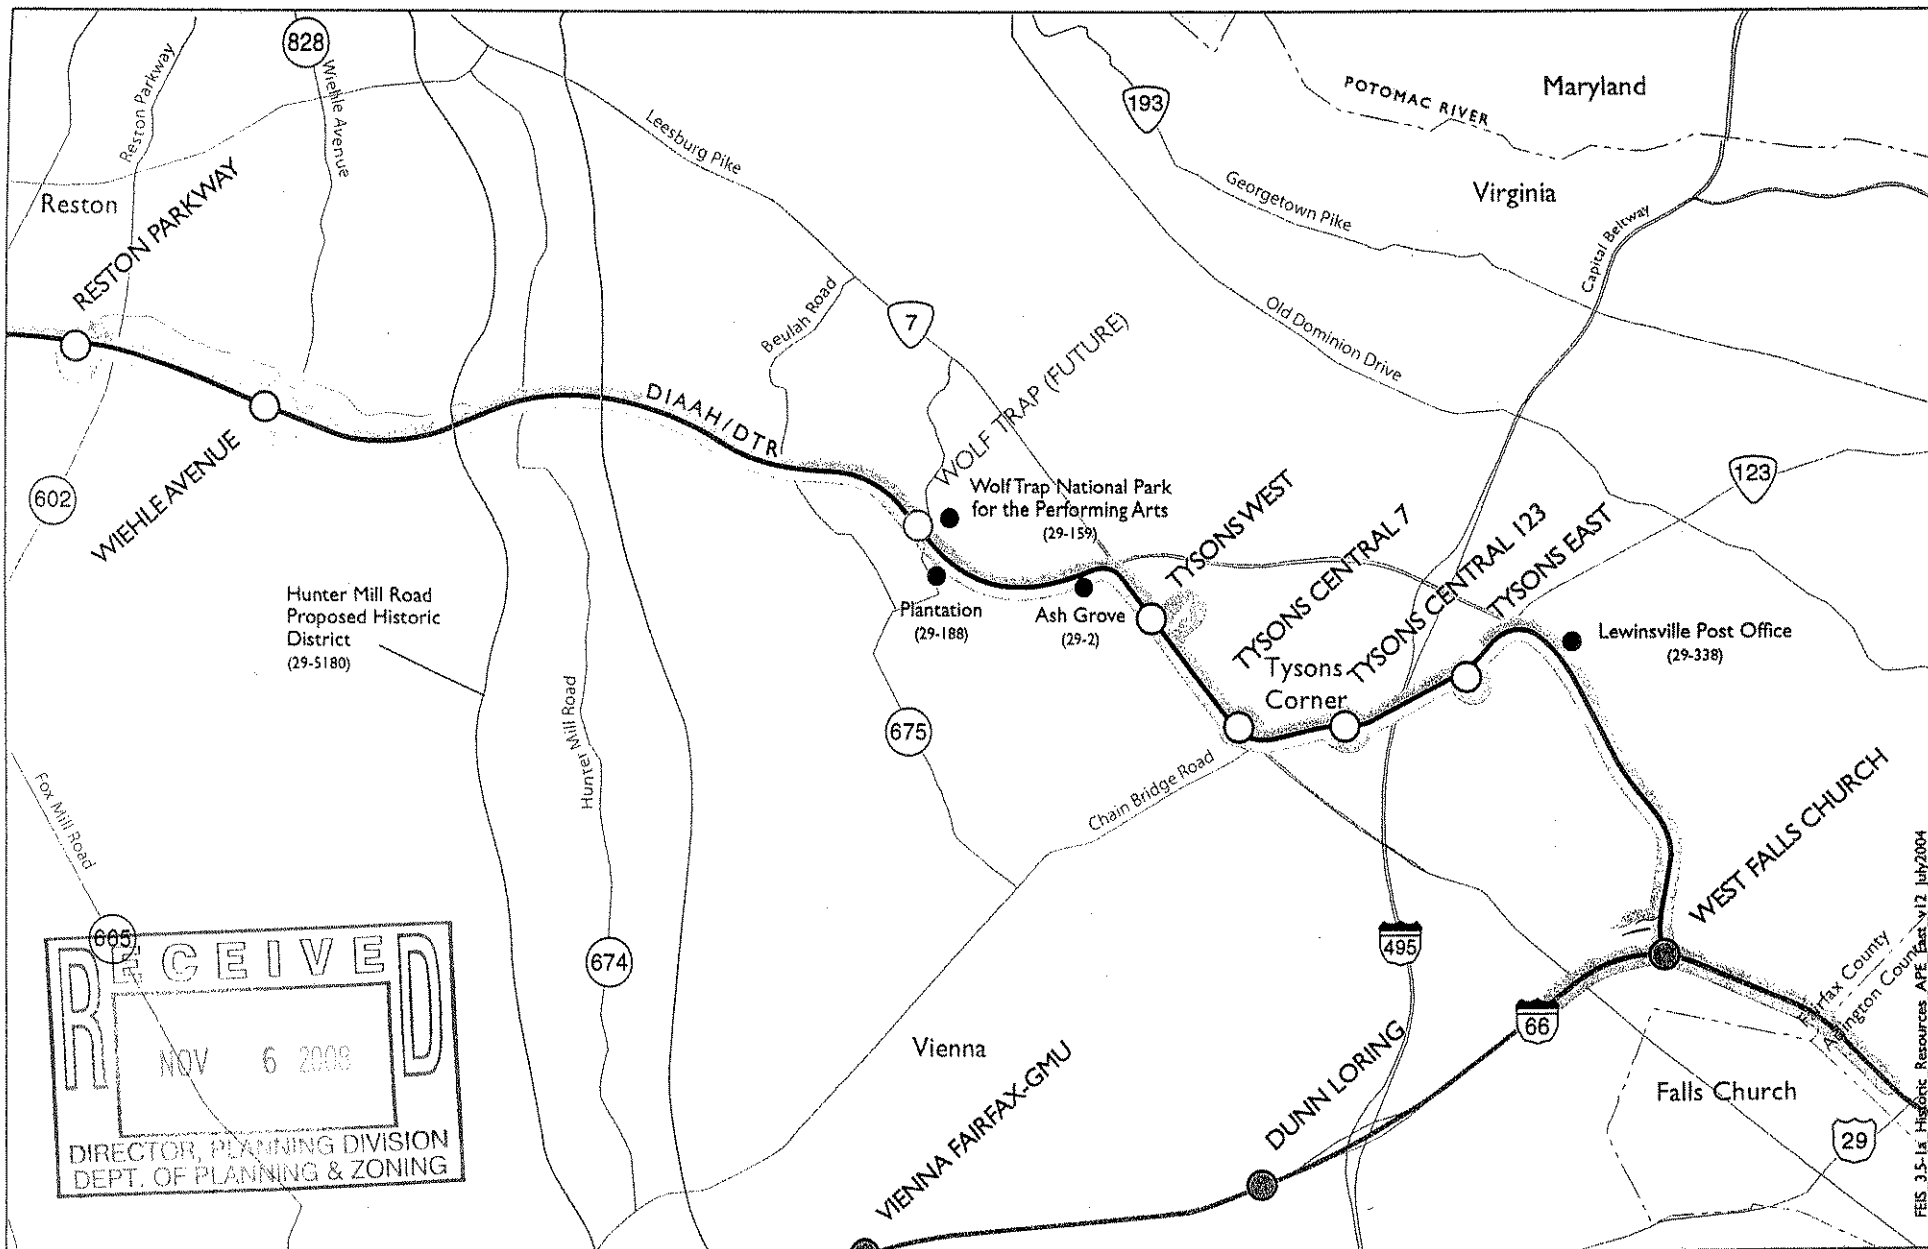 828
Reston Parkway
Wiehle Avenue
Leesburg Pike
193
POTOMAC RIVER
Maryland
Virginia
Georgetown Pike
Capital Beltway
Reston
RESTON PARKWAY
Beulah Road
7
Old Dominion Drive
WOLF TRAP (FUTURE)
DIAAH/DTR
WIEHLE AVENUE
602
123
Wolf Trap National Park
for the Performing Arts
(29-159)
TYSONS WEST
TYSONS CENTRAL 7
TYSONS CENTRAL 123
TYSONS EAST
Hunter Mill Road
Proposed Historic
District
(29-5180)
Plantation
(29-188)
Ash Grove
(29-2)
Lewinsville Post Office
(29-338)
Tysons
Corner
Hunter Mill Road
675
Chain Bridge Road
Fox Mill Road
WEST FALLS CHURCH
665
674
495
66
RECEIVED
NOV 6 2008
DIRECTOR, PLANNING DIVISION
DEPT. OF PLANNING & ZONING
Vienna
VIENNA FAIRFAX-GMU
DUNN LORING
Fairfax County
Arlington County
Falls Church
29
FEIS 3.5-1a Historic Resources APE East v12 July2004